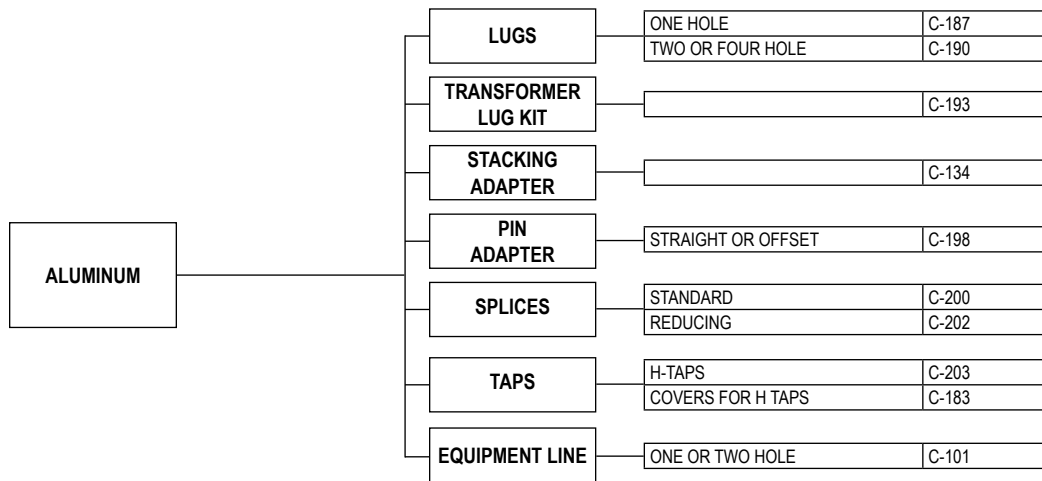 ALUMINUM
LUGS
ONE HOLE C-187
TWO OR FOUR HOLE C-190
TRANSFORMER
LUG KIT
C-193
STACKING
ADAPTER
C-134
PIN
ADAPTER
STRAIGHT OR OFFSET C-198
SPLICES
STANDARD C-200
REDUCING C-202
TAPS
H-TAPS C-203
COVERS FOR H TAPS C-183
EQUIPMENT LINE
ONE OR TWO HOLE C-101